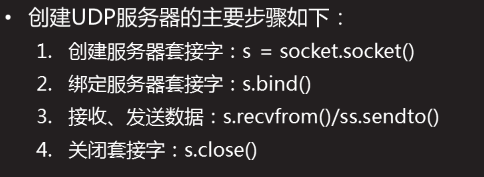 • 创建UDP服务器的主要步骤如下：
1. 创建服务器套接字：s = socket.socket()
2. 绑定服务器套接字：s.bind()
3. 接收、发送数据：s.recvfrom()/ss.sendto()
4. 关闭套接字：s.close()